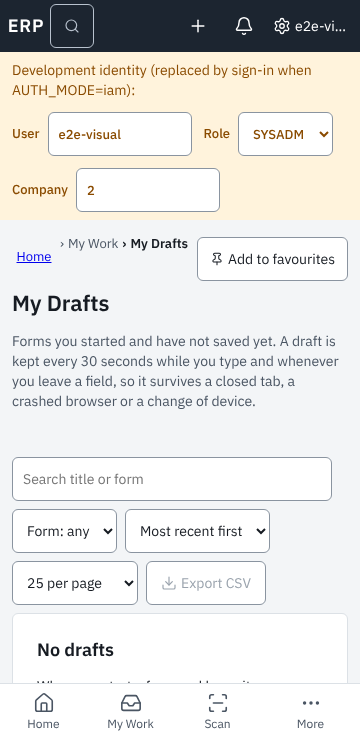 ERP
e2e-vi...
Development identity (replaced by sign-in when
AUTH_MODE=iam):
User e2e-visual Role SYSADM
Company 2
Home › My Work › My Drafts
Add to favourites
My Drafts
Forms you started and have not saved yet. A draft is
kept every 30 seconds while you type and whenever
you leave a field, so it survives a closed tab, a
crashed browser or a change of device.
Search title or form
Form: any Most recent first
25 per page Export CSV
No drafts
Home My Work Scan More